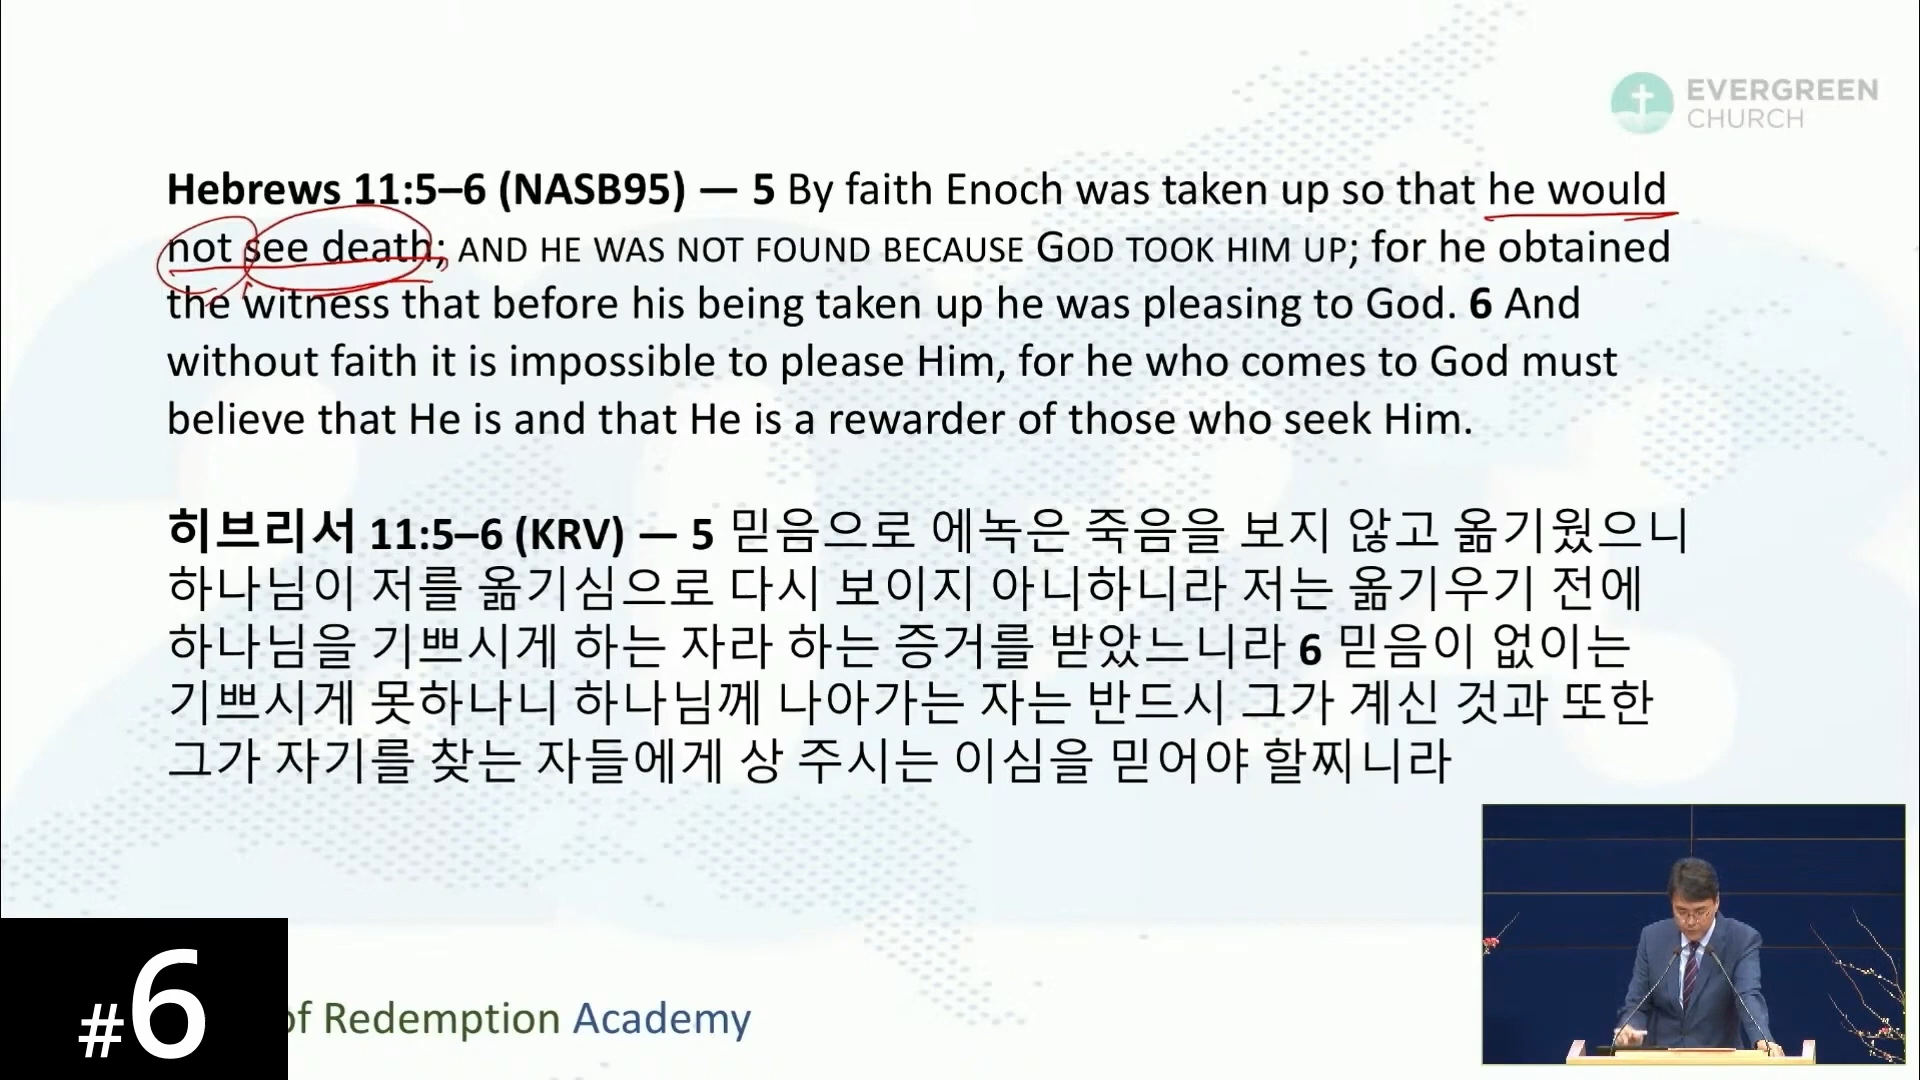 EVERGREEN
CHURCH
Hebrews 11:5–6 (NASB95) — 5 By faith Enoch was taken up so that he would
not see death; AND HE WAS NOT FOUND BECAUSE GOD TOOK HIM UP; for he obtained
the witness that before his being taken up he was pleasing to God. 6 And
without faith it is impossible to please Him, for he who comes to God must
believe that He is and that He is a rewarder of those who seek Him.
히브리서 11:5–6 (KRV) — 5 믿음으로 에녹은 죽음을 보지 않고 옮기웠으니
하나님이 저를 옮기심으로 다시 보이지 아니하니라 저는 옮기우기 전에
하나님을 기쁘시게 하는 자라 하는 증거를 받았느니라 6 믿음이 없이는
기쁘시게 못하나니 하나님께 나아가는 자는 반드시 그가 계신 것과 또한
그가 자기를 찾는 자들에게 상 주시는 이심을 믿어야 할찌니라
#6
of Redemption Academy